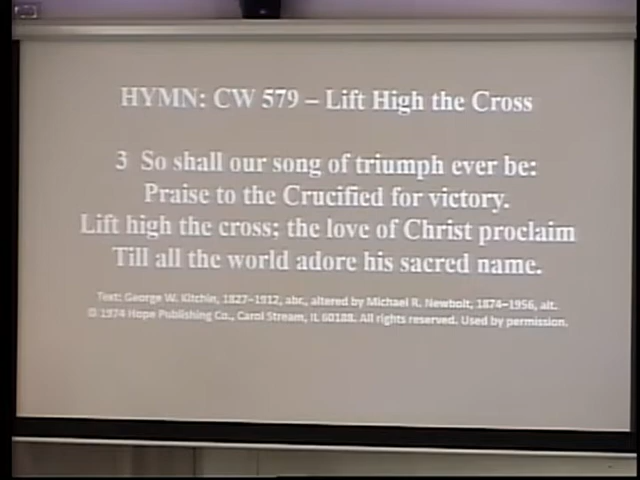 HYMN: CW 579 – Lift High the Cross
3 So shall our song of triumph ever be:
Praise to the Crucified for victory.
Lift high the cross; the love of Christ proclaim
Till all the world adore his sacred name.
Text: George W. Kitchin, 1827–1912, abr., altered by Michael R. Newbolt, 1874–1956, alt.
© 1974 Hope Publishing Co., Carol Stream, IL 60188. All rights reserved. Used by permission.